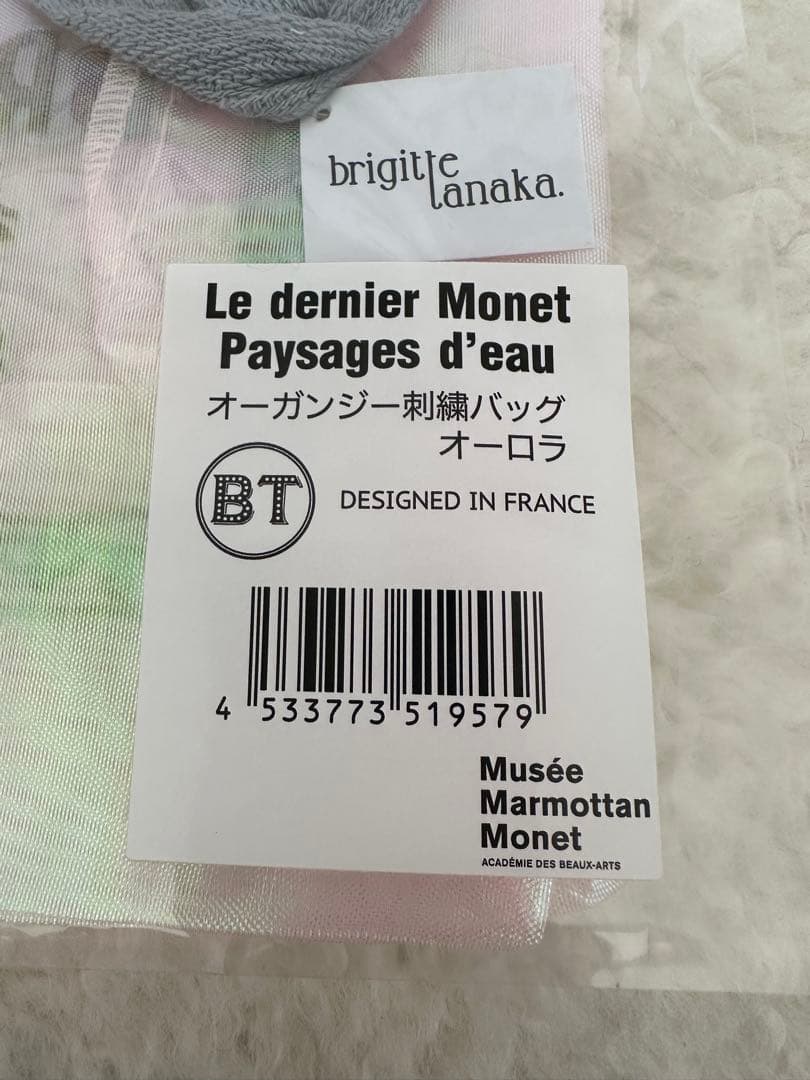 brigitte
tanaka.
Le dernier Monet
Paysages d'eau
オーガンジー刺繍バッグ
オーロラ
BT
DESIGNED IN FRANCE
4 533773 519579
Musée
Marmottan
Monet
ACADÉMIE DES BEAUX-ARTS